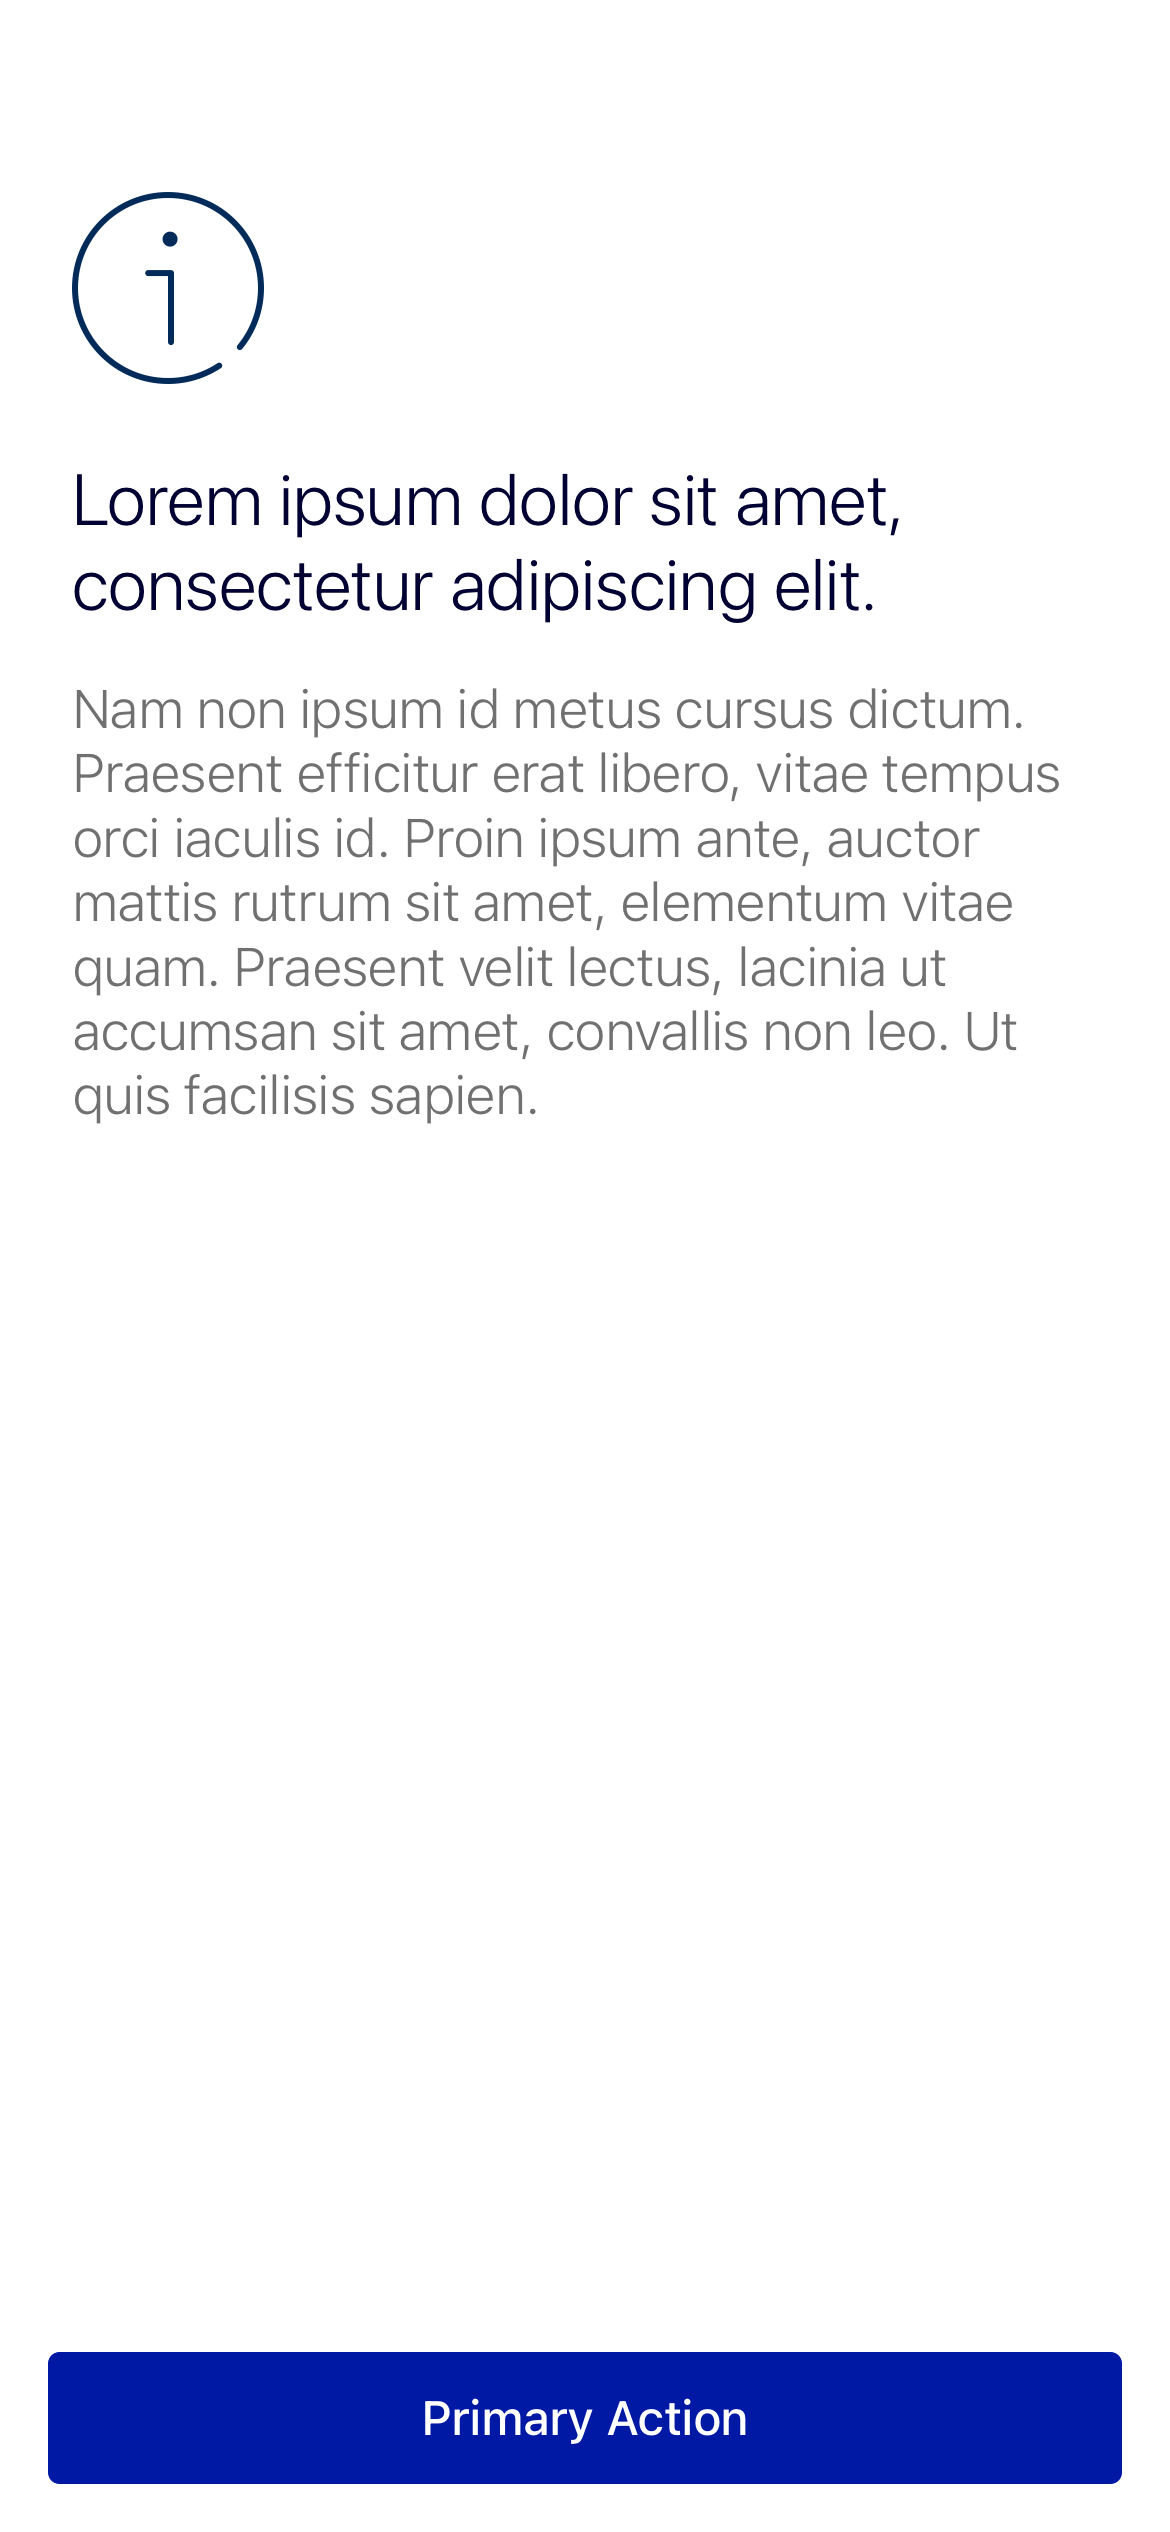 Lorem ipsum dolor sit amet,
consectetur adipiscing elit.
Nam non ipsum id metus cursus dictum.
Praesent efficitur erat libero, vitae tempus
orci iaculis id. Proin ipsum ante, auctor
mattis rutrum sit amet, elementum vitae
quam. Praesent velit lectus, lacinia ut
accumsan sit amet, convallis non leo. Ut
quis facilisis sapien.
Primary Action